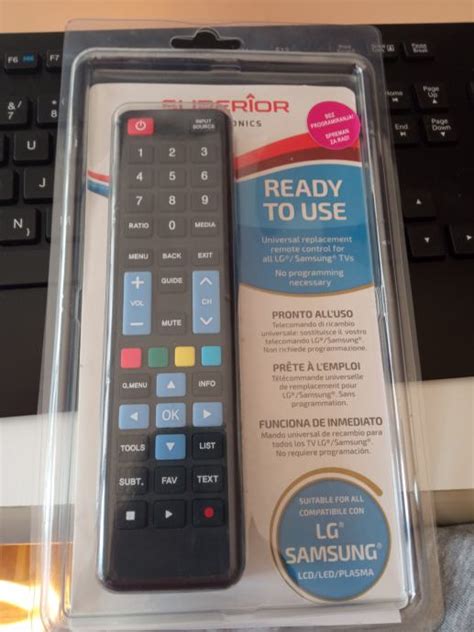 F6
F7
Break
Page
Up
Page
Dn
SUPERIOR
ONICS
BEZ
PROGRAMIRANJA!
SPREMAN
ZA RAD!
INPUT
SOURCE
1 2 3
4 5 6
7 8 9
RATIO 0 MEDIA
MENU BACK EXIT
+ GUIDE
VOL CH
- MUTE
Q.MENU INFO
OK
TOOLS LIST
SUBT. FAV TEXT
READY
TO USE
Universal replacement
remote control for
all LG®/Samsung® TVs
No programming
necessary
PRONTO ALL'USO
Telecomando di ricambio
universale: sostituisce il vostro
telecomando LG®/Samsung®.
Non richiede programmazione.
PRÊTE À L'EMPLOI
Télécommande universelle
de remplacement pour
LG®/Samsung®. Sans
programmation.
FUNCIONA DE INMEDIATO
Mando universal de recambio para
todos los TV LG®/Samsung®.
No requiere programación.
SUITABLE FOR ALL
COMPATIBILE CON
LG®
SAMSUNG®
LCD/LED/PLASMA